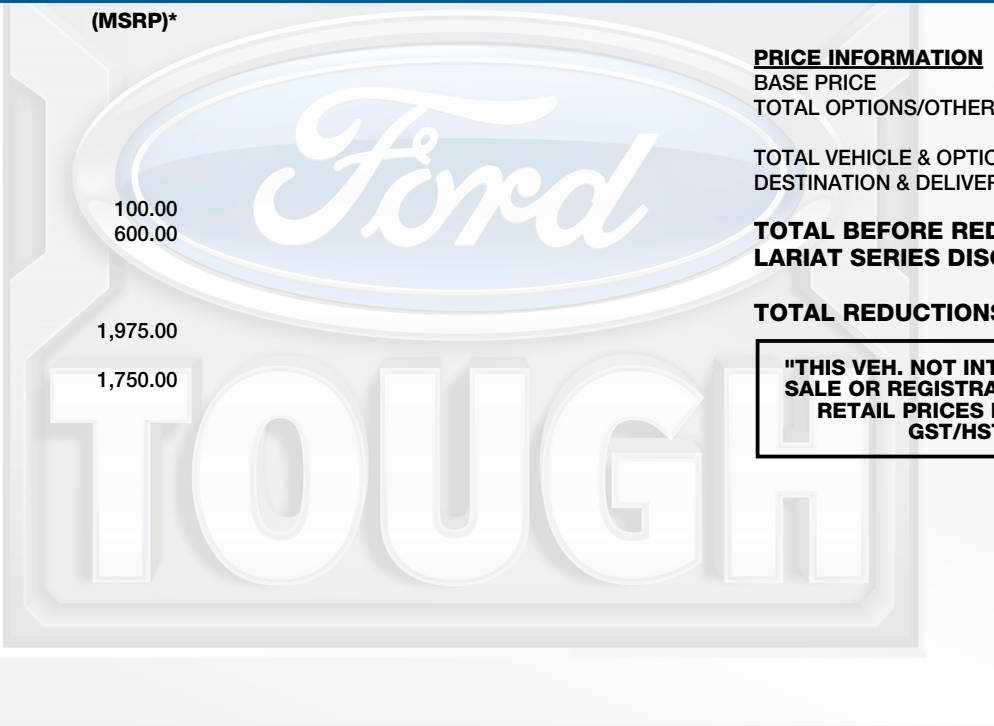 (MSRP)*
100.00
600.00
1,975.00
1,750.00
Ford
TOUGH
PRICE INFORMATION
BASE PRICE
TOTAL OPTIONS/OTHER
TOTAL VEHICLE & OPTIO
DESTINATION & DELIVER
TOTAL BEFORE RED
LARIAT SERIES DISC
TOTAL REDUCTIONS
"THIS VEH. NOT INT
SALE OR REGISTRA
RETAIL PRICES
GST/HST